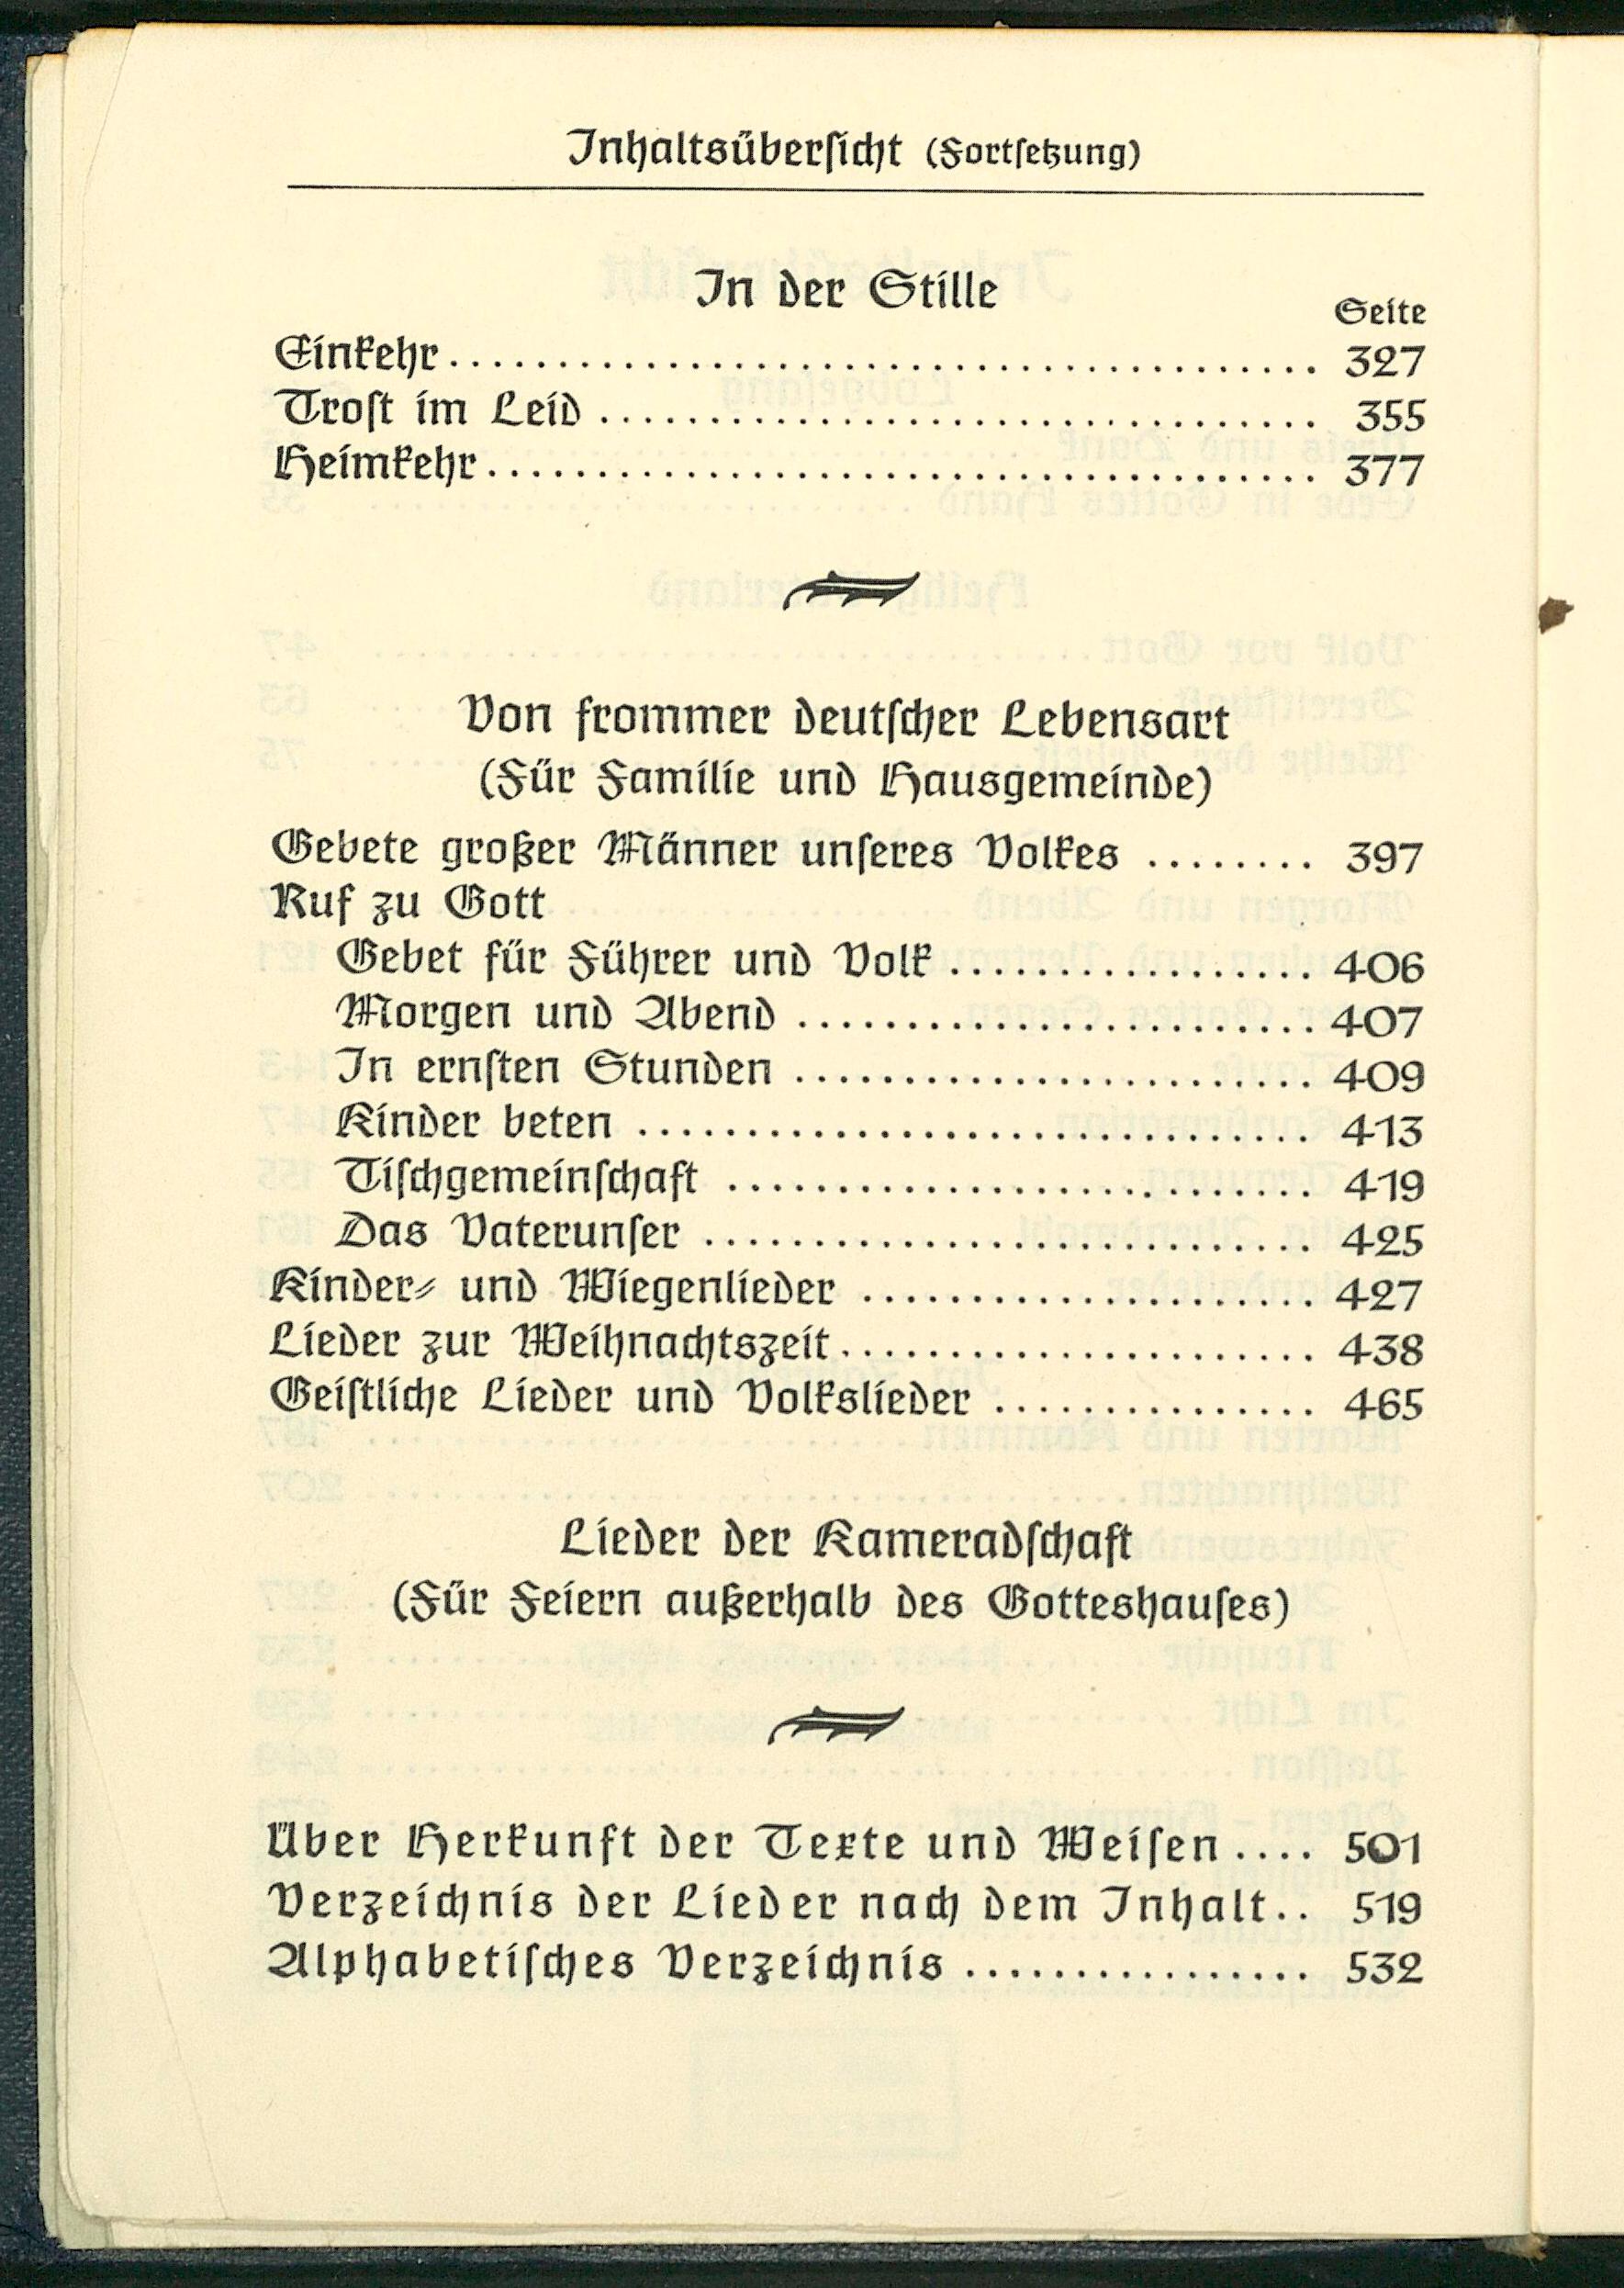 Inhaltsübersicht (Fortsetzung)
In der Stille
Seite
Einkehr........................................ 327
Trost im Leid ................................. 355
Heimkehr...................................... 377
Von frommer deutscher Lebensart
(Für Familie und Hausgemeinde)
Gebete großer Männer unseres Volkes ........ 397
Ruf zu Gott
Gebet für Führer und Volk ................. 406
Morgen und Abend ........................ 407
In ernsten Stunden ........................ 409
Kinder beten ............................... 413
Tischgemeinschaft ........................... 419
Das Vaterunser ............................ 425
Kinder- und Wiegenlieder ..................... 427
Lieder zur Weihnachtszeit...................... 438
Geistliche Lieder und Volkslieder ............... 465
Lieder der Kameradschaft
(Für Feiern außerhalb des Gotteshauses)
Über Herkunft der Texte und Weisen.... 501
Verzeichnis der Lieder nach dem Inhalt.. 519
Alphabetisches Verzeichnis ................ 532